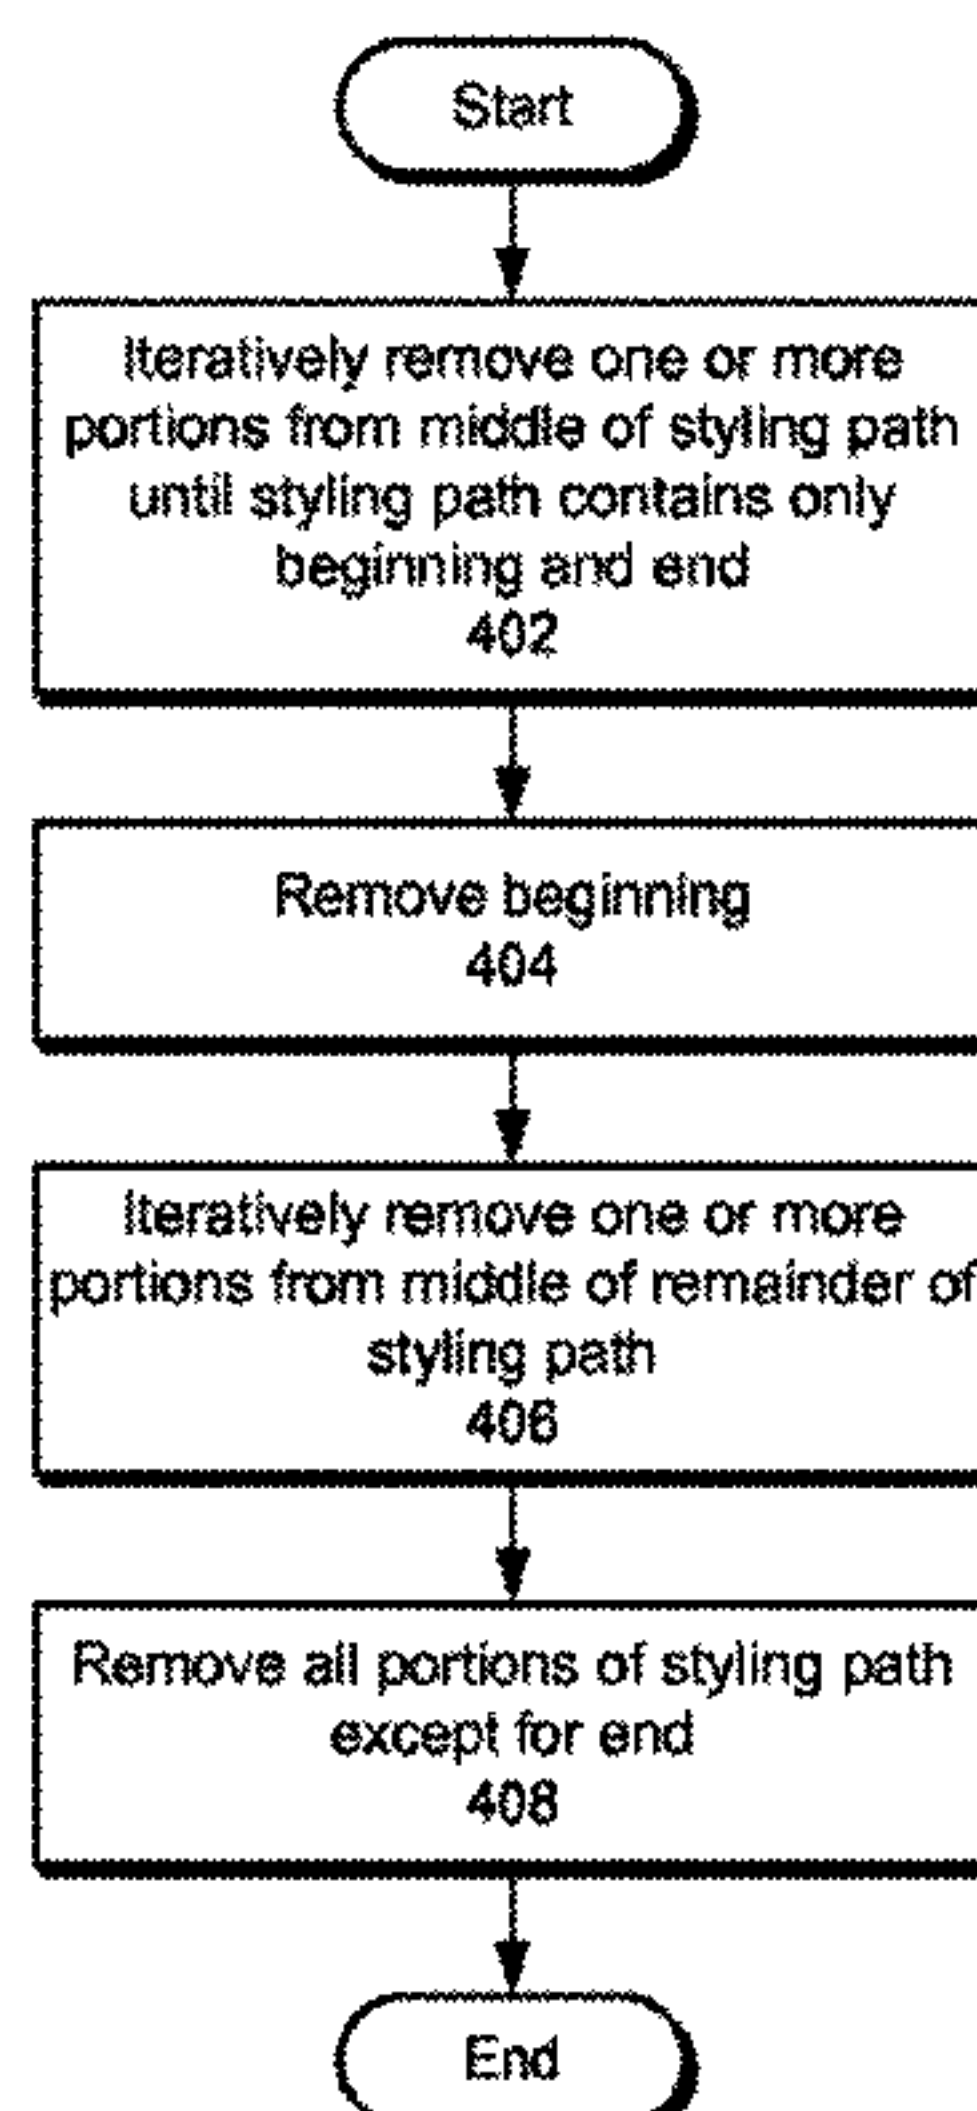 Start
Iteratively remove one or more
portions from middle of styling path
until styling path contains only
beginning and end
402
Remove beginning
404
Iteratively remove one or more
portions from middle of remainder of
styling path
406
Remove all portions of styling path
except for end
408
End